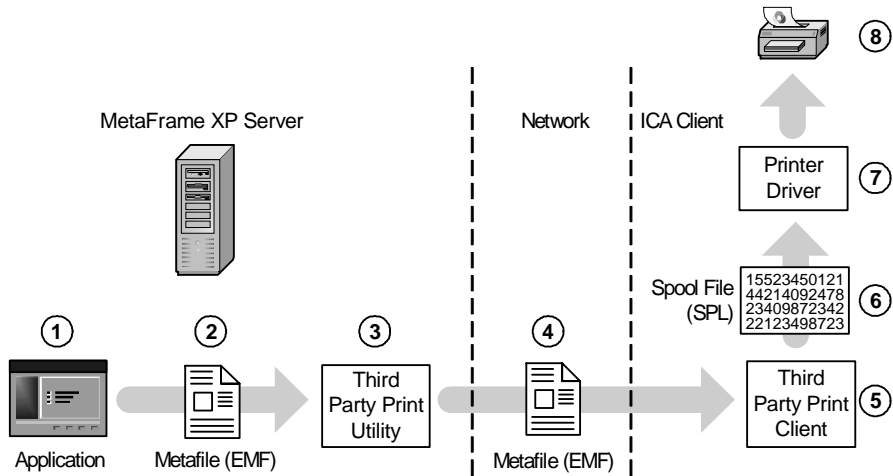 8
MetaFrame XP Server
Network
ICA Client
Printer
Driver
7
Spool File
(SPL)
15523450121
44214092478
23409872342
22123498723
6
1
2
3
4
Third
Party Print
Utility
Third
Party Print
Client
5
Application
Metafile (EMF)
Metafile (EMF)